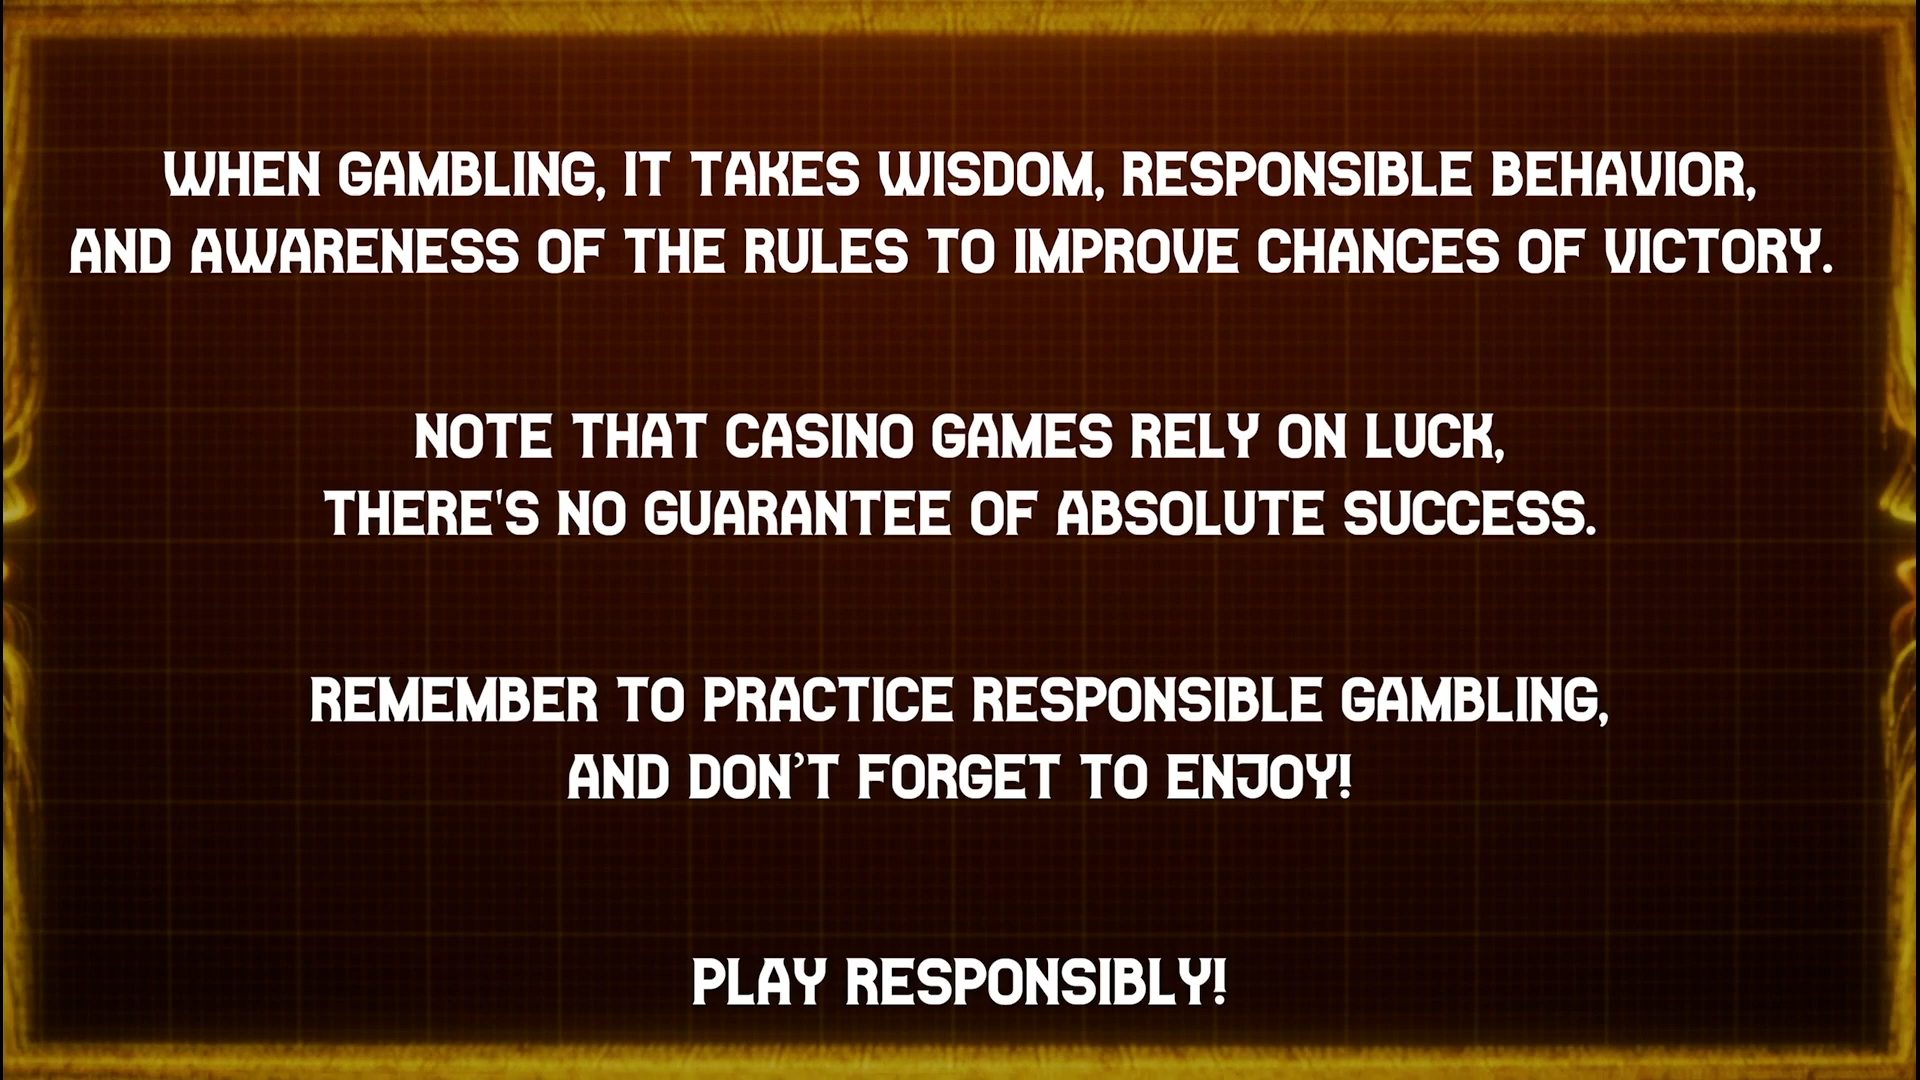 WHEN GAMBLING, IT TAKES WISDOM, RESPONSIBLE BEHAVIOR,
AND AWARENESS OF THE RULES TO IMPROVE CHANCES OF VICTORY.
NOTE THAT CASINO GAMES RELY ON LUCK,
THERE'S NO GUARANTEE OF ABSOLUTE SUCCESS.
REMEMBER TO PRACTICE RESPONSIBLE GAMBLING,
AND DON’T FORGET TO ENJOY!
PLAY RESPONSIBLY!